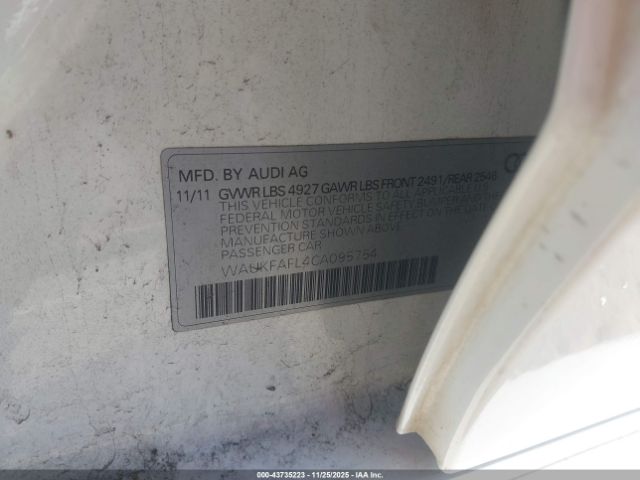 MFD. BY AUDI AG
11/11 GVWR LBS 4927 GAWR LBS FRONT 2491/REAR 2546
THIS VEHICLE CONFORMS TO ALL APPLICABLE U.S.
FEDERAL MOTOR VEHICLE SAFETY, BUMPER AND THEFT
PREVENTION STANDARDS IN EFFECT ON THE DATE
OF MANUFACTURE SHOWN ABOVE.
PASSENGER CAR
WAUKFAFL4CA095754
000-43735223 11/25/2025 IAAI.COM